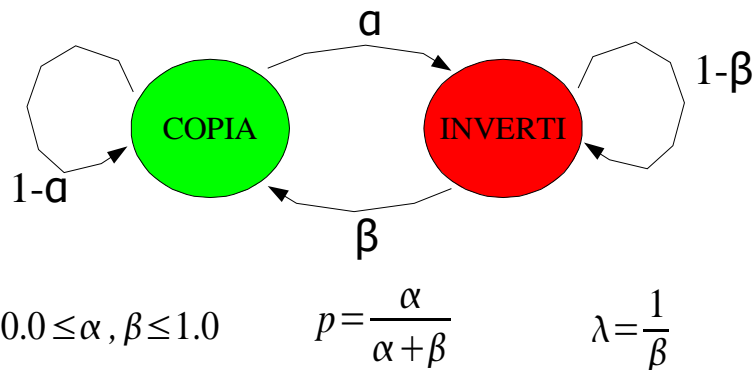 α
1-β
COPIA
INVERTI
1-α
β
0.0≤α, β≤1.0
p=α/(α+β)
λ=1/β